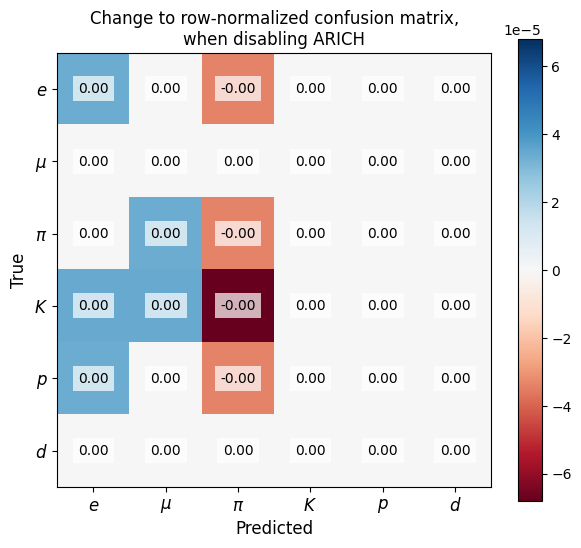 Change to row-normalized confusion matrix,
when disabling ARICH
1e−5
e 0.00 0.00 -0.00 0.00 0.00 0.00
μ 0.00 0.00 0.00 0.00 0.00 0.00
π 0.00 0.00 -0.00 0.00 0.00 0.00
K 0.00 0.00 -0.00 0.00 0.00 0.00
p 0.00 0.00 -0.00 0.00 0.00 0.00
d 0.00 0.00 0.00 0.00 0.00 0.00
True
e μ π K p d
Predicted
6
4
2
0
−2
−4
−6